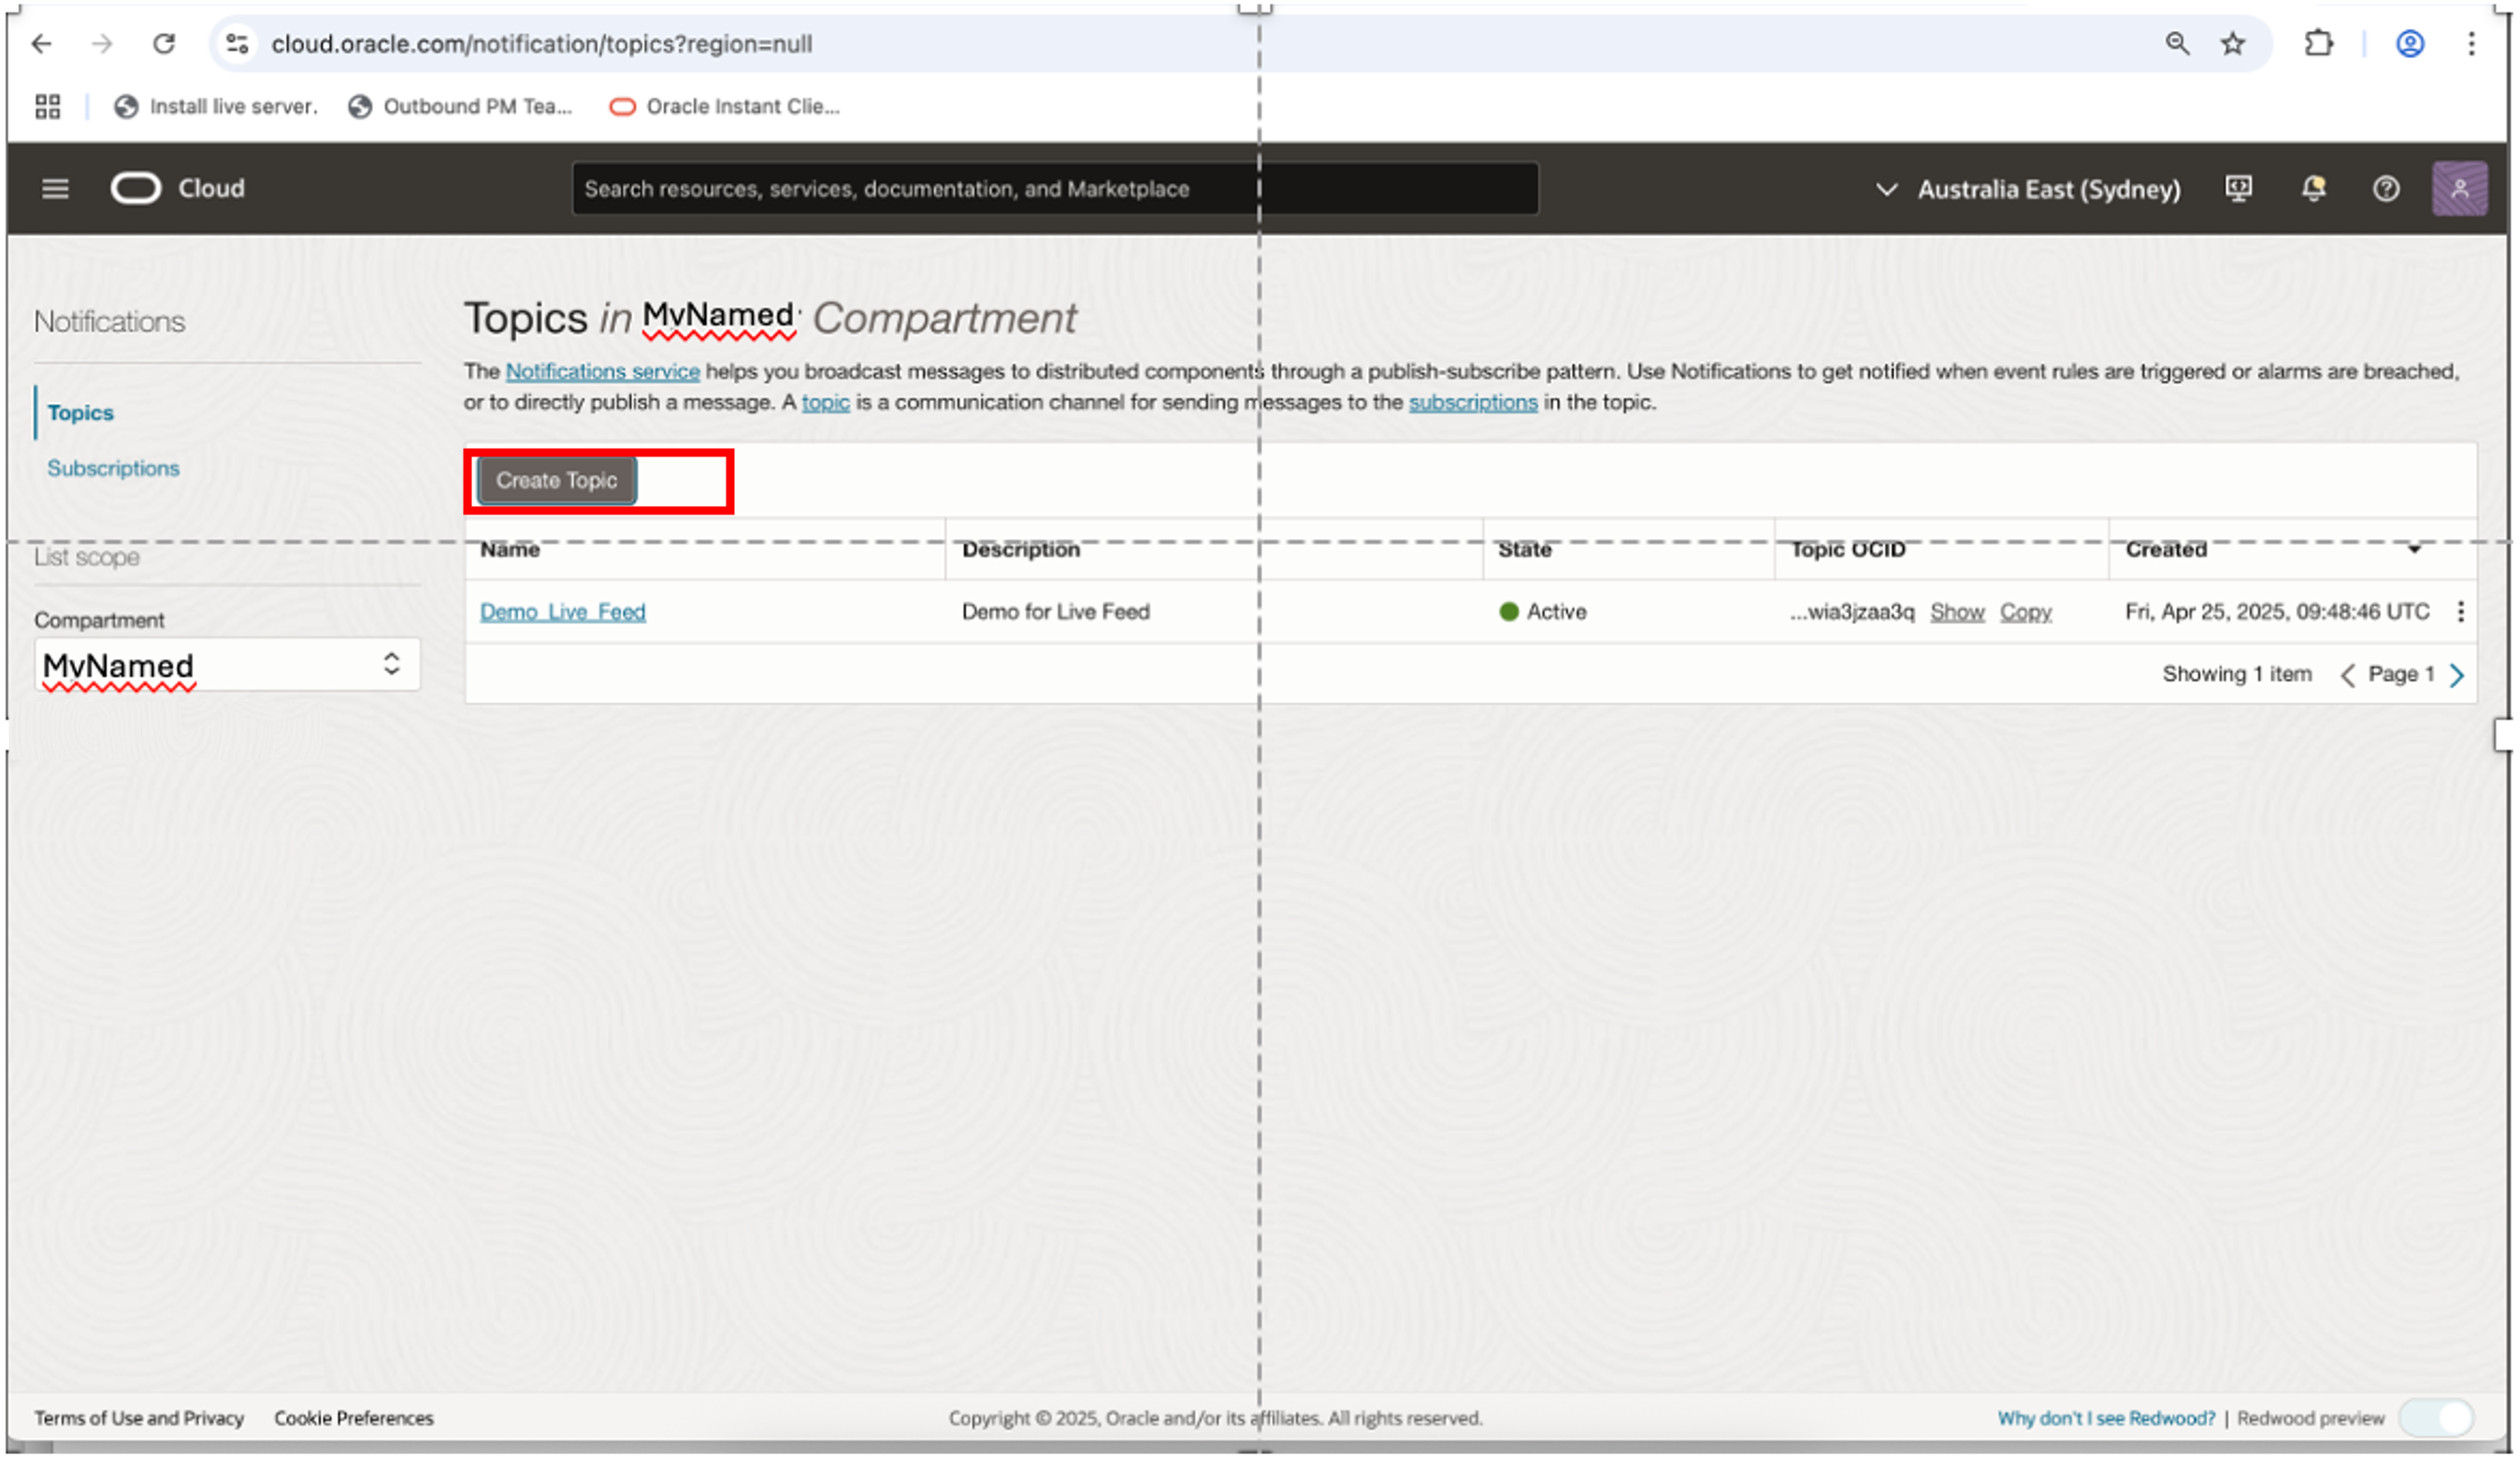 cloud.oracle.com/notification/topics?region=null
Install live server.
Outbound PM Tea...
Oracle Instant Clie...
Cloud
Search resources, services, documentation, and Marketplace
Australia East (Sydney)
Notifications
Topics
Subscriptions
List scope
Compartment
MyNamed
Topics in MyNamed Compartment
The Notifications service helps you broadcast messages to distributed components through a publish-subscribe pattern. Use Notifications to get notified when event rules are triggered or alarms are breached,
or to directly publish a message. A topic is a communication channel for sending messages to the subscriptions in the topic.
Create Topic
Name Description State Topic OCID Created
Demo_Live_Feed Demo for Live Feed Active ...wia3jzaa3q Show Copy Fri, Apr 25, 2025, 09:48:46 UTC
Showing 1 item Page 1
Terms of Use and Privacy Cookie Preferences Copyright © 2025, Oracle and/or its affiliates. All rights reserved. Why don't I see Redwood? | Redwood preview